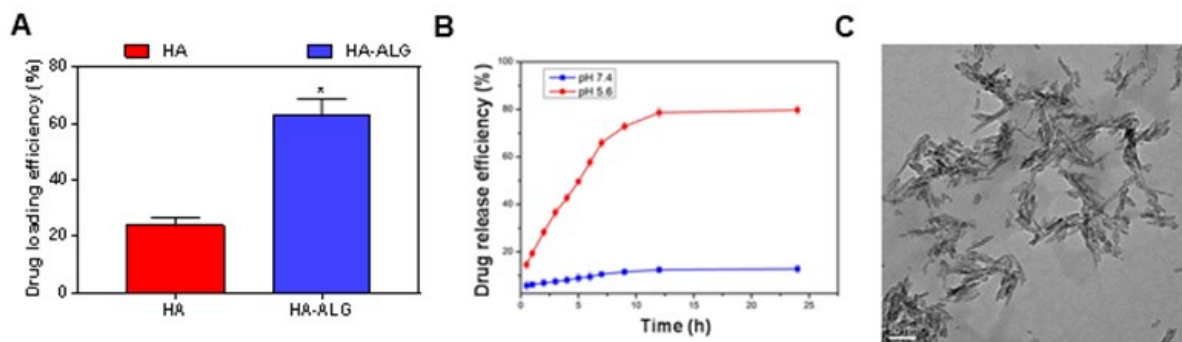 A
HA
HA-ALG
Drug loading efficiency (%)
80
60
40
20
0
*
HA
HA-ALG
B
Drug release efficiency (%)
100
80
60
40
20
pH 7.4
pH 5.6
0
5
10
15
20
25
Time (h)
C